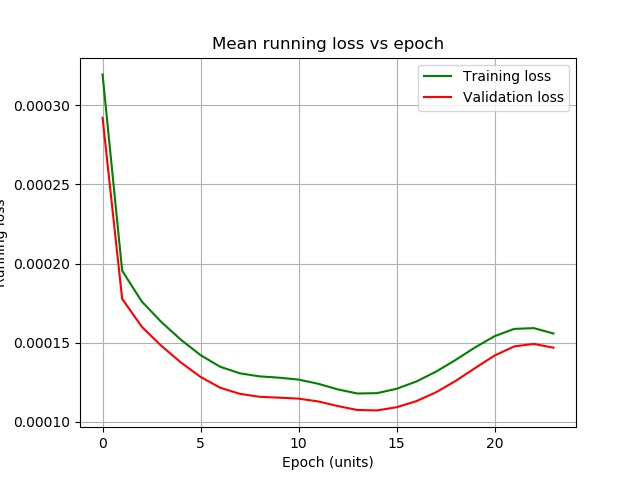 Mean running loss vs epoch
Training loss
Validation loss
0.00030
0.00025
0.00020
0.00015
0.00010
Running loss
0 5 10 15 20
Epoch (units)